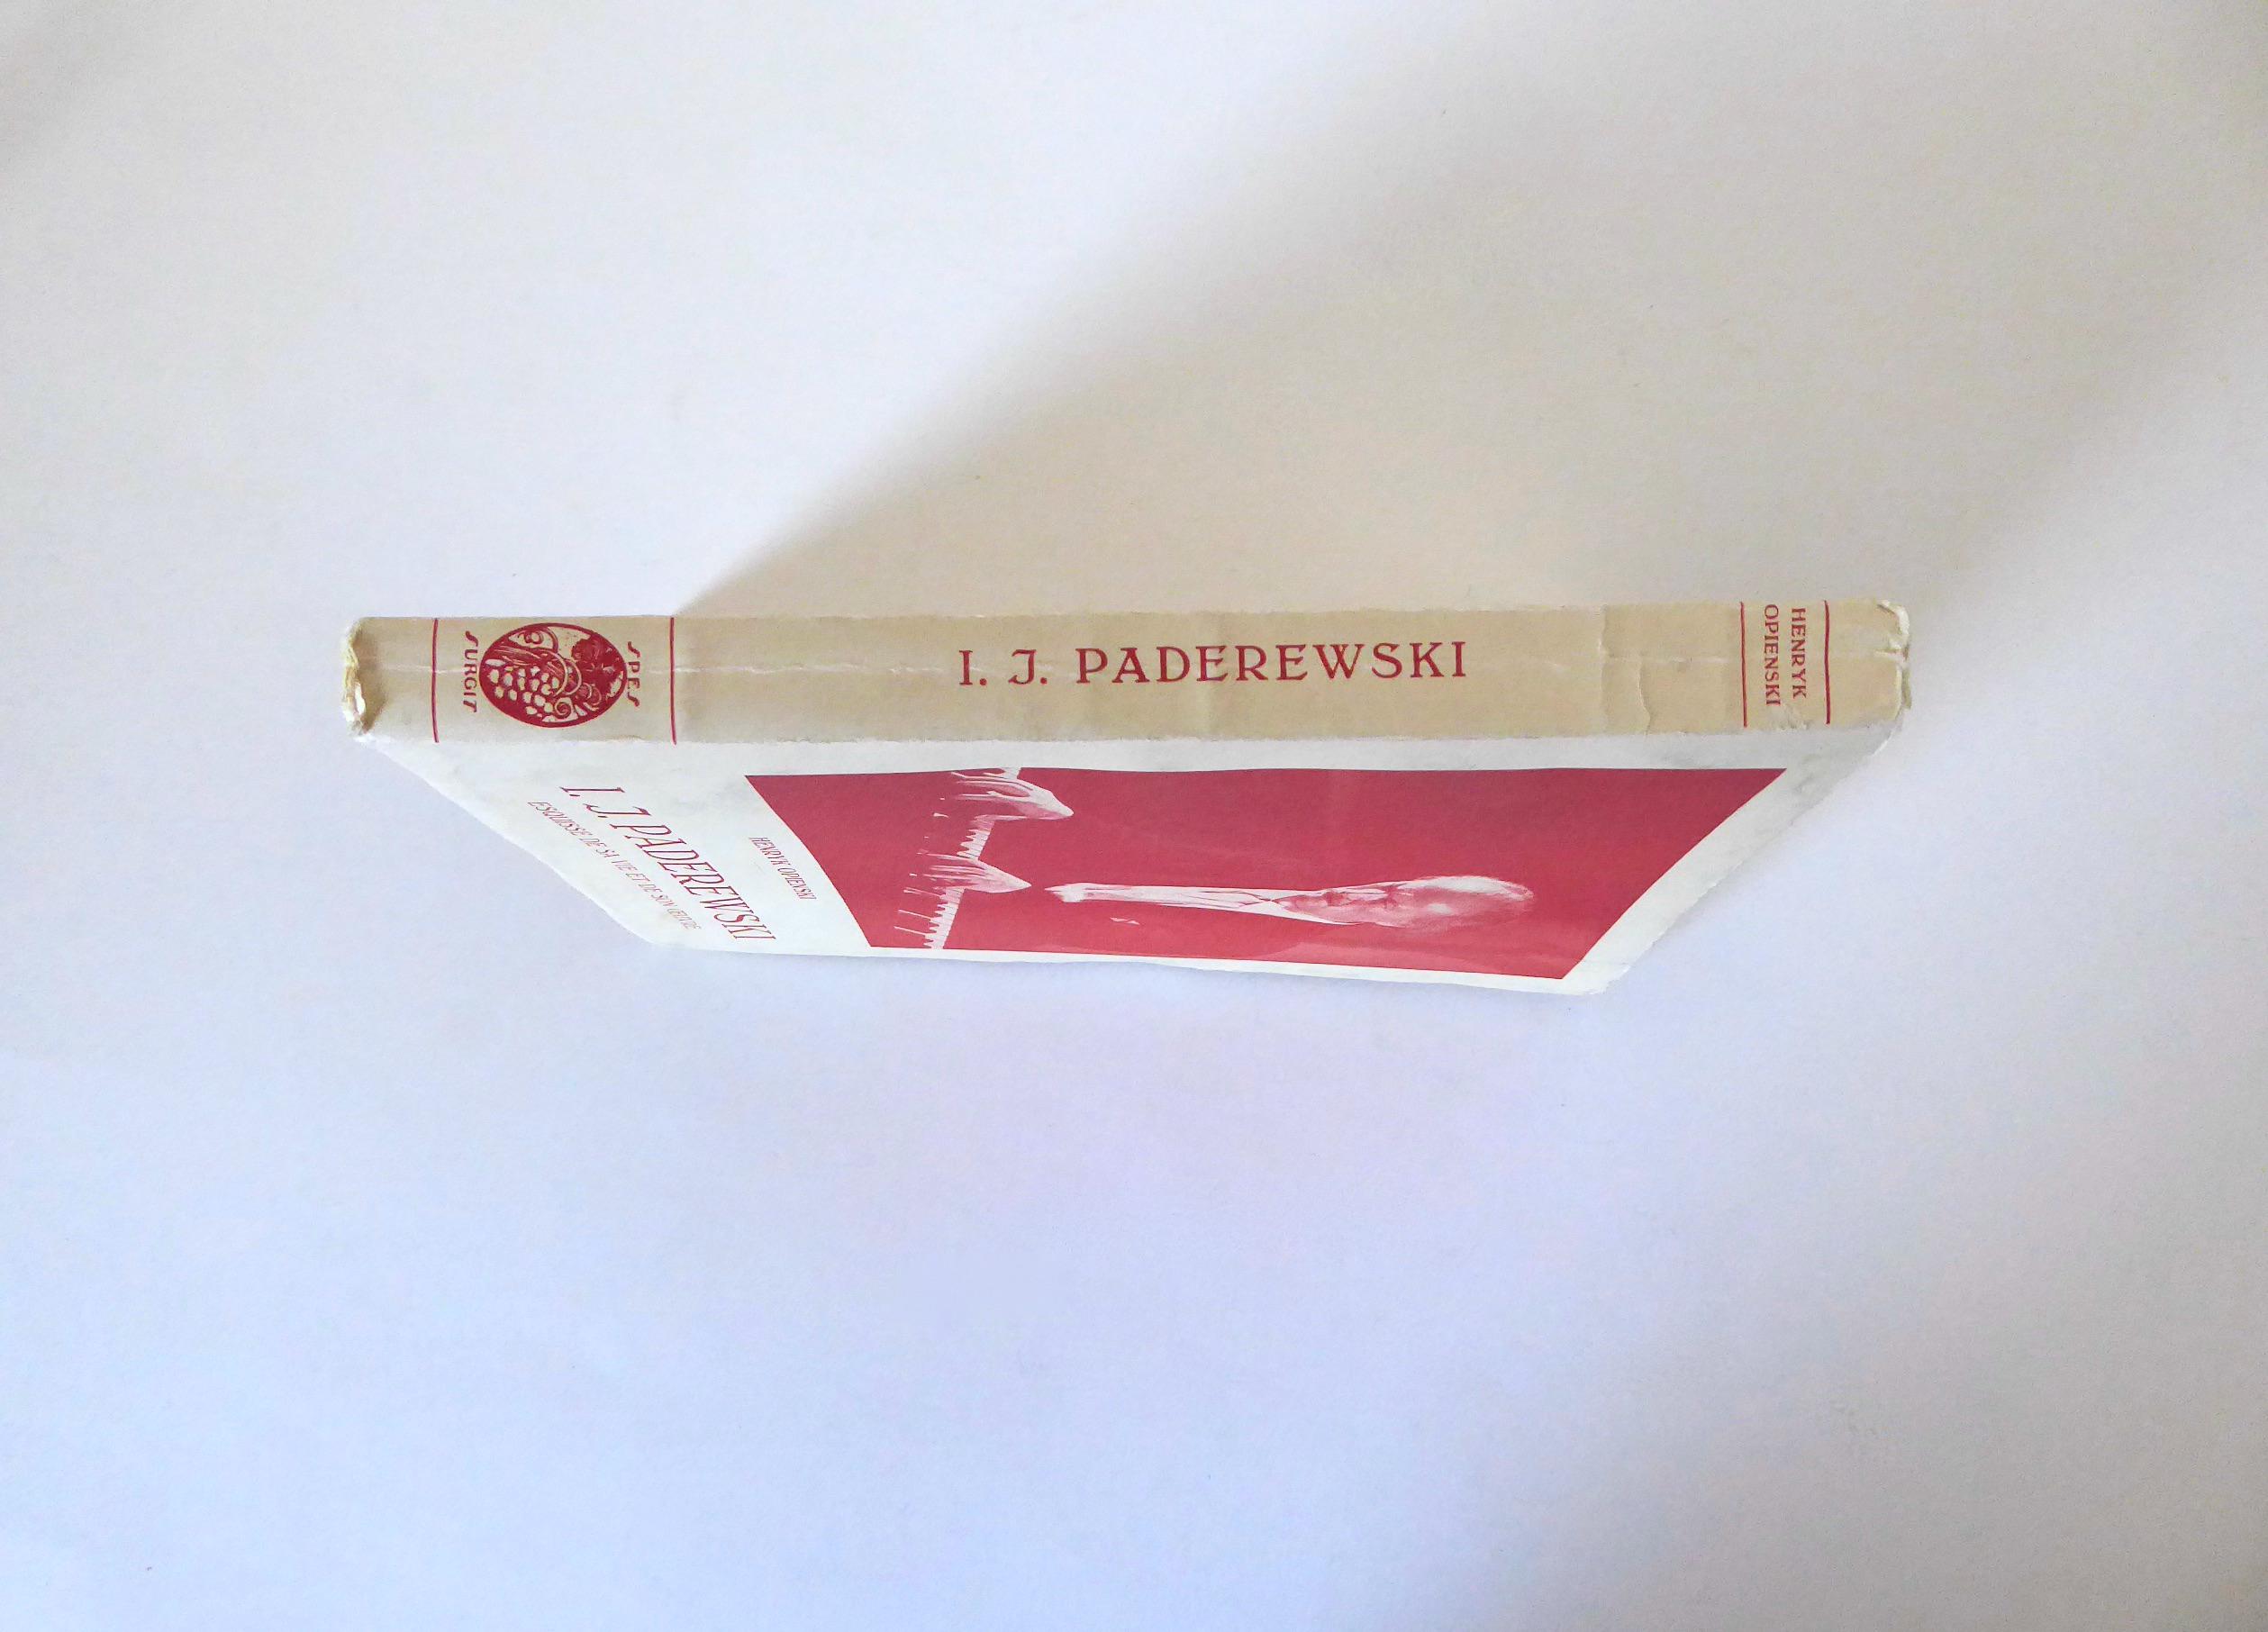 HENRYK
OPIENSKI
I. J. PADEREWSKI
SPES
SURGIT
HENRYK OPIENSKI
I. J. PADEREWSKI
ESQUISSE DE SA VIE ET DE SON ŒUVRE